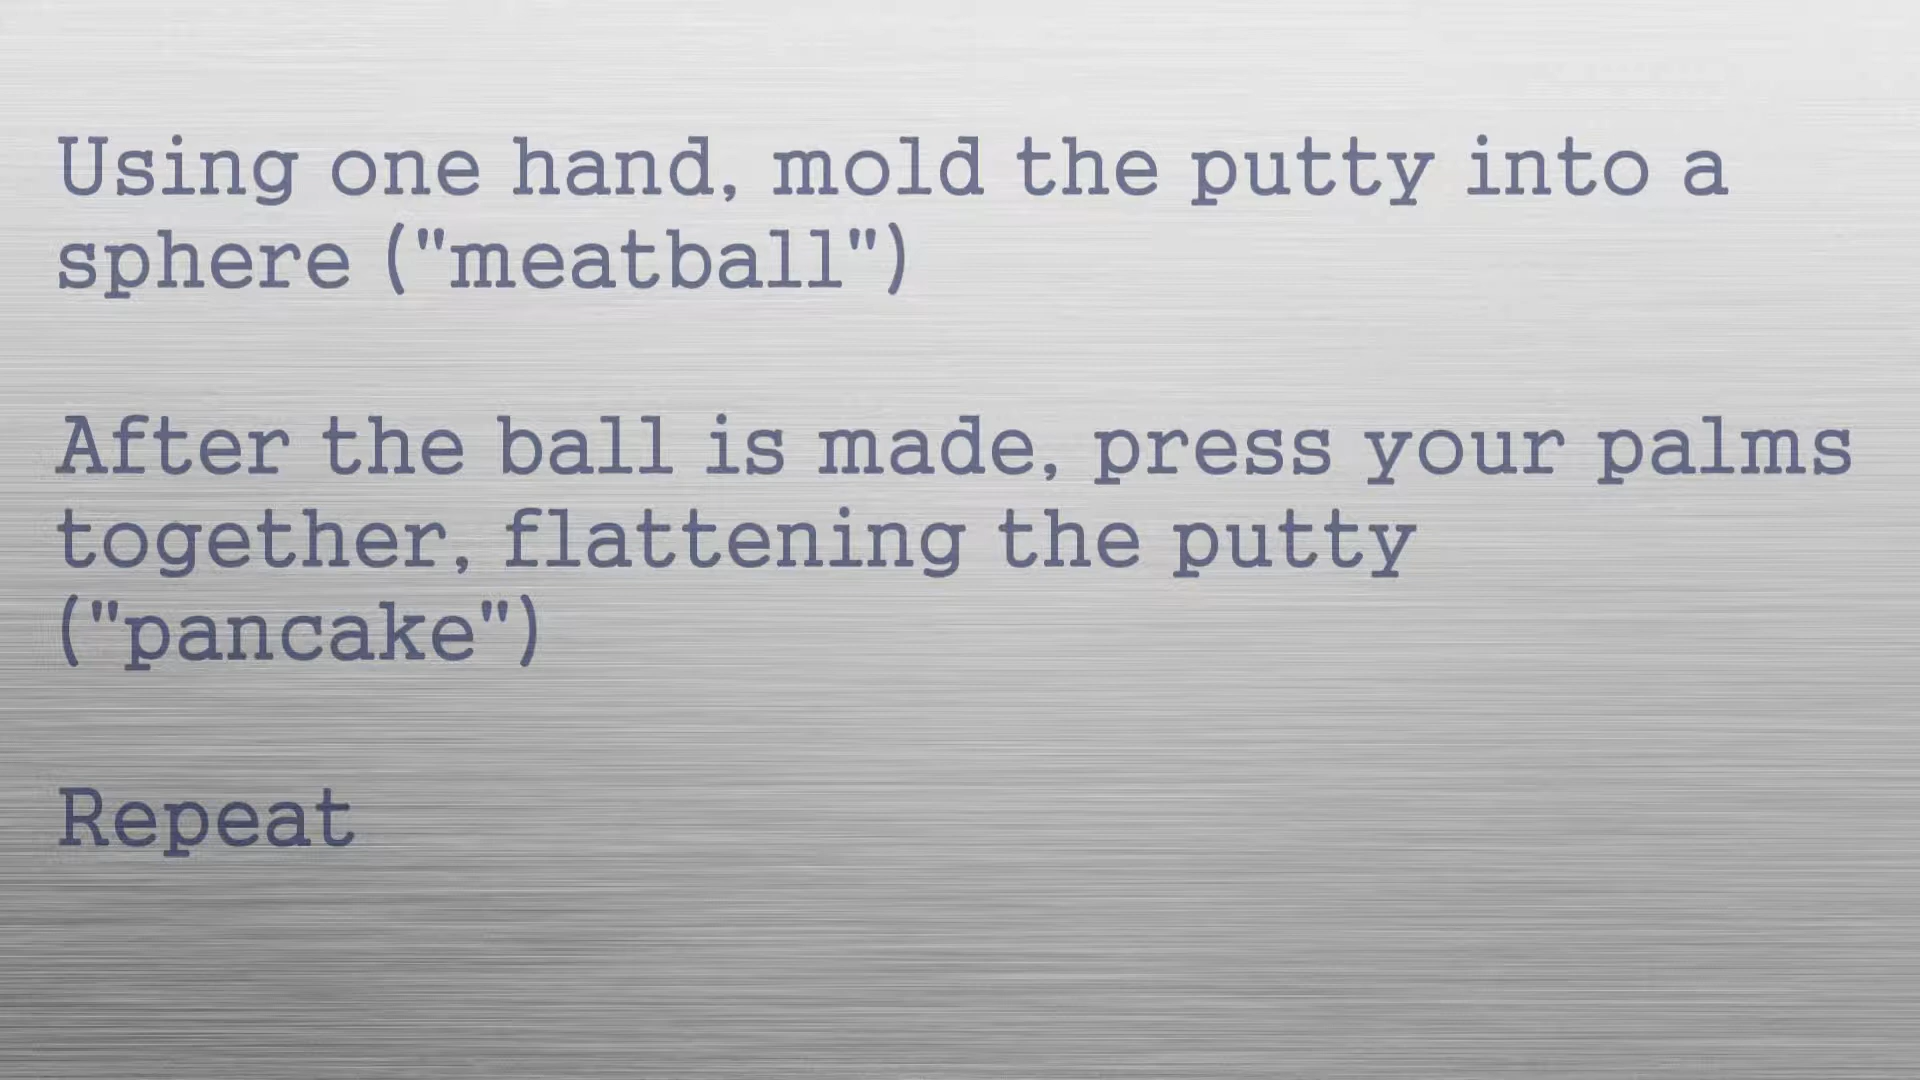 Using one hand, mold the putty into a
sphere ("meatball")
After the ball is made, press your palms
together, flattening the putty
("pancake")
Repeat